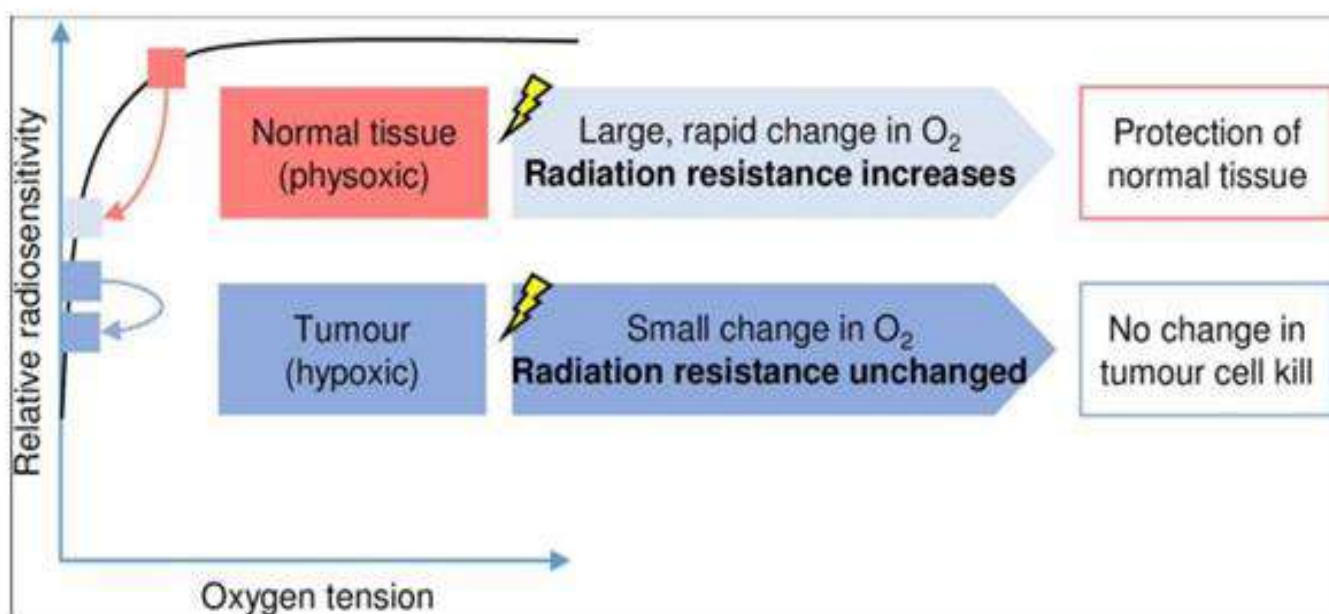 Relative radiosensitivity
Normal tissue
(physoxic)
Large, rapid change in O₂
Radiation resistance increases
Protection of
normal tissue
Tumour
(hypoxic)
Small change in O₂
Radiation resistance unchanged
No change in
tumour cell kill
Oxygen tension